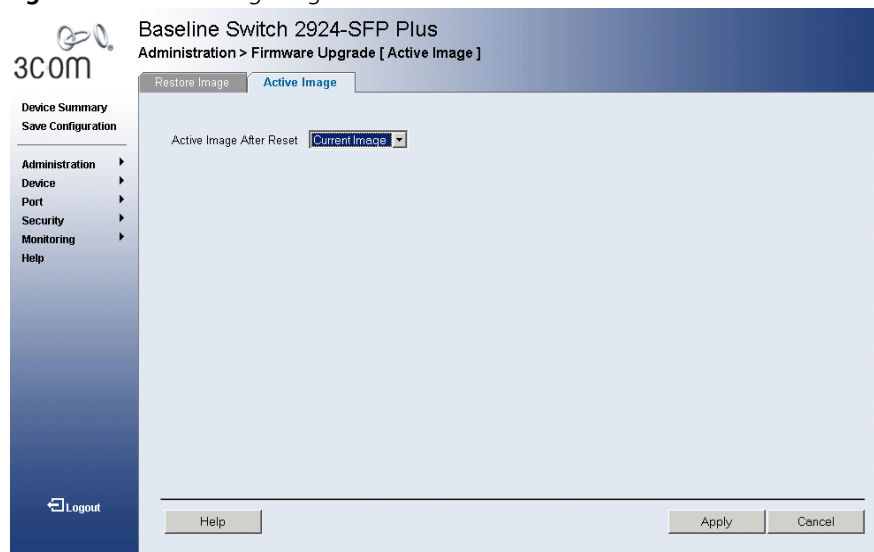 Baseline Switch 2924-SFP Plus
Administration > Firmware Upgrade [ Active Image ]
3COM
Restore Image
Active Image
Device Summary
Save Configuration
Active Image After Reset
Current Image
Administration
Device
Port
Security
Monitoring
Help
Logout
Help
Apply
Cancel